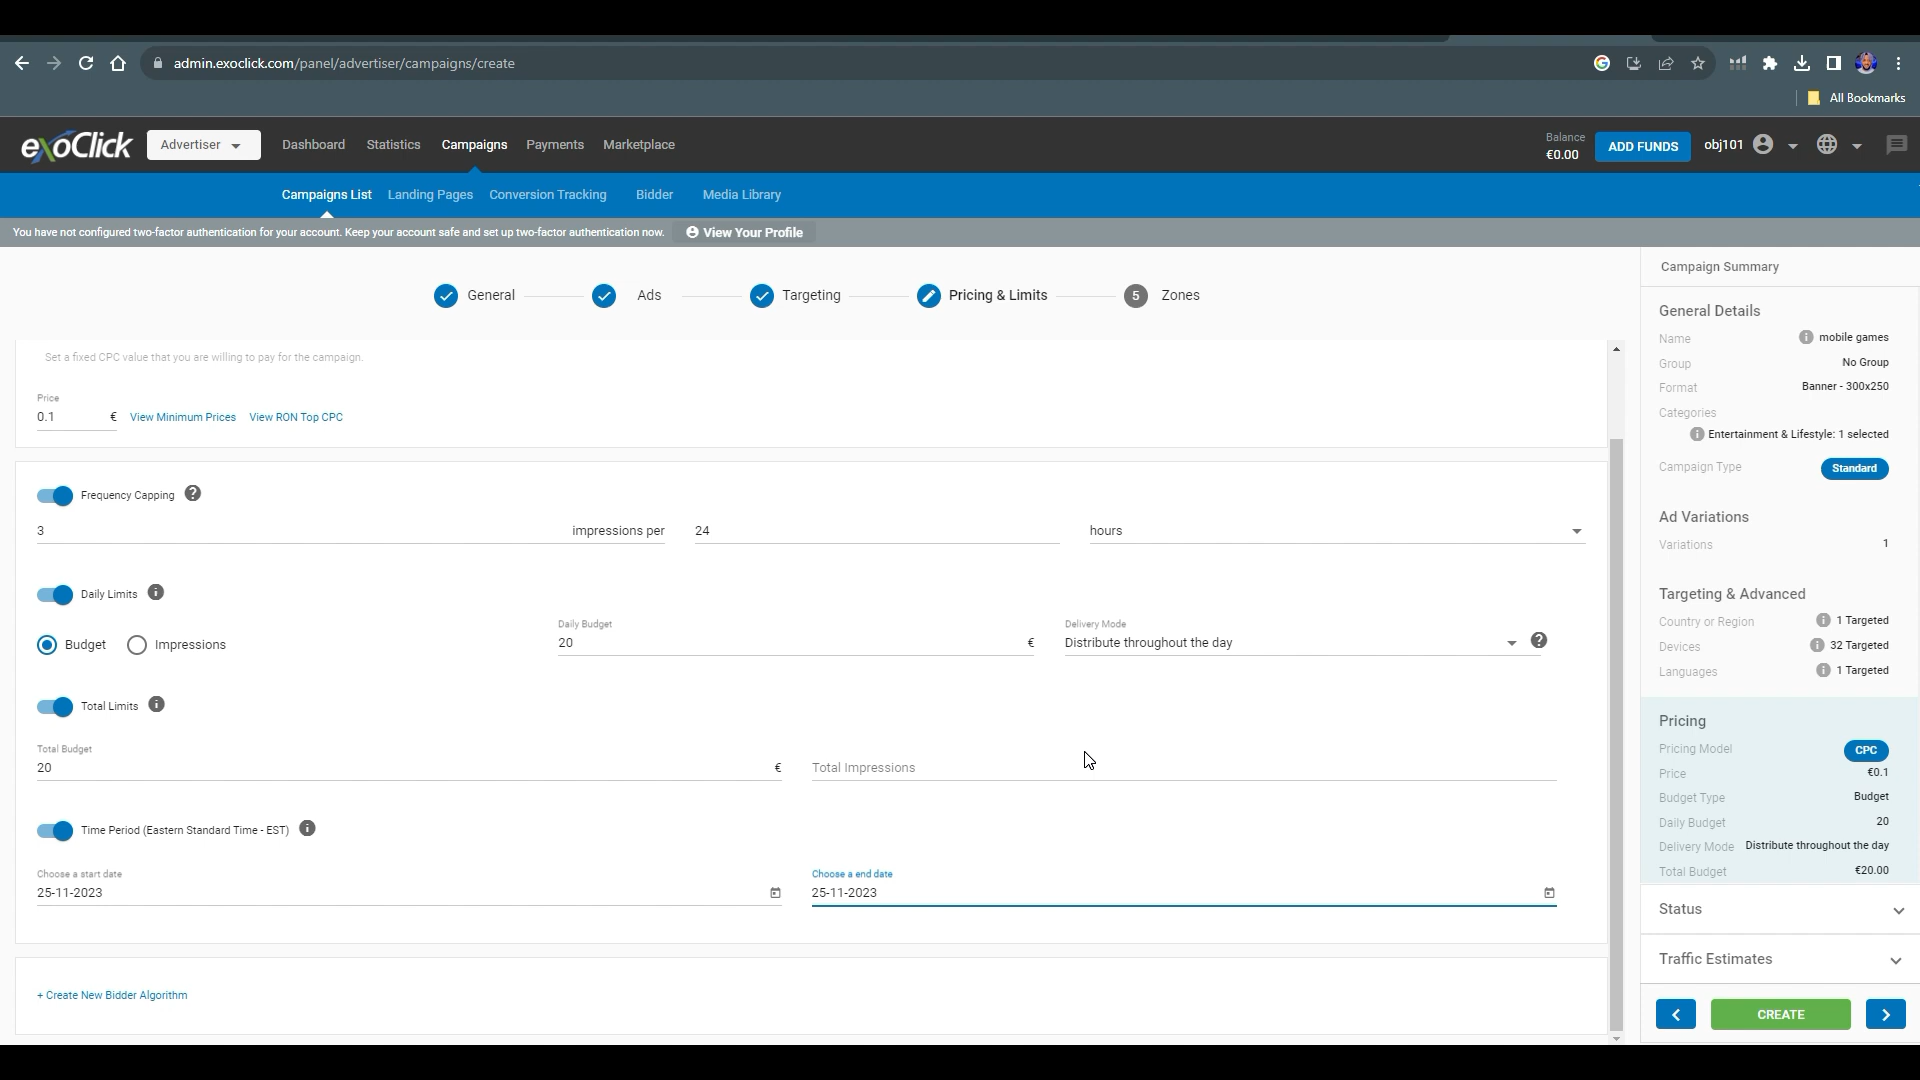 admin.exoclick.com/panel/advertiser/campaigns/create
All Bookmarks
exoClick
Advertiser
Dashboard
Statistics
Campaigns
Payments
Marketplace
Balance
€0.00
ADD FUNDS
obj101
Campaigns List
Landing Pages
Conversion Tracking
Bidder
Media Library
You have not configured two-factor authentication for your account. Keep your account safe and set up two-factor authentication now.
View Your Profile
General
Ads
Targeting
Pricing & Limits
5
Zones
Set a fixed CPC value that you are willing to pay for the campaign.
Price
0.1 €
View Minimum Prices
View RON Top CPC
Frequency Capping
3 impressions per
24
hours
Daily Limits
Budget
Impressions
Daily Budget
20 €
Delivery Mode
Distribute throughout the day
Total Limits
Total Budget
20 €
Total Impressions
Time Period (Eastern Standard Time - EST)
Choose a start date
25-11-2023
Choose a end date
25-11-2023
+ Create New Bidder Algorithm
Campaign Summary
General Details
Name mobile games
Group No Group
Format Banner - 300x250
Categories
Entertainment & Lifestyle: 1 selected
Campaign Type Standard
Ad Variations
Variations 1
Targeting & Advanced
Country or Region 1 Targeted
Devices 32 Targeted
Languages 1 Targeted
Pricing
Pricing Model CPC
Price €0.1
Budget Type Budget
Daily Budget 20
Delivery Mode Distribute throughout the day
Total Budget €20.00
Status
Traffic Estimates
CREATE